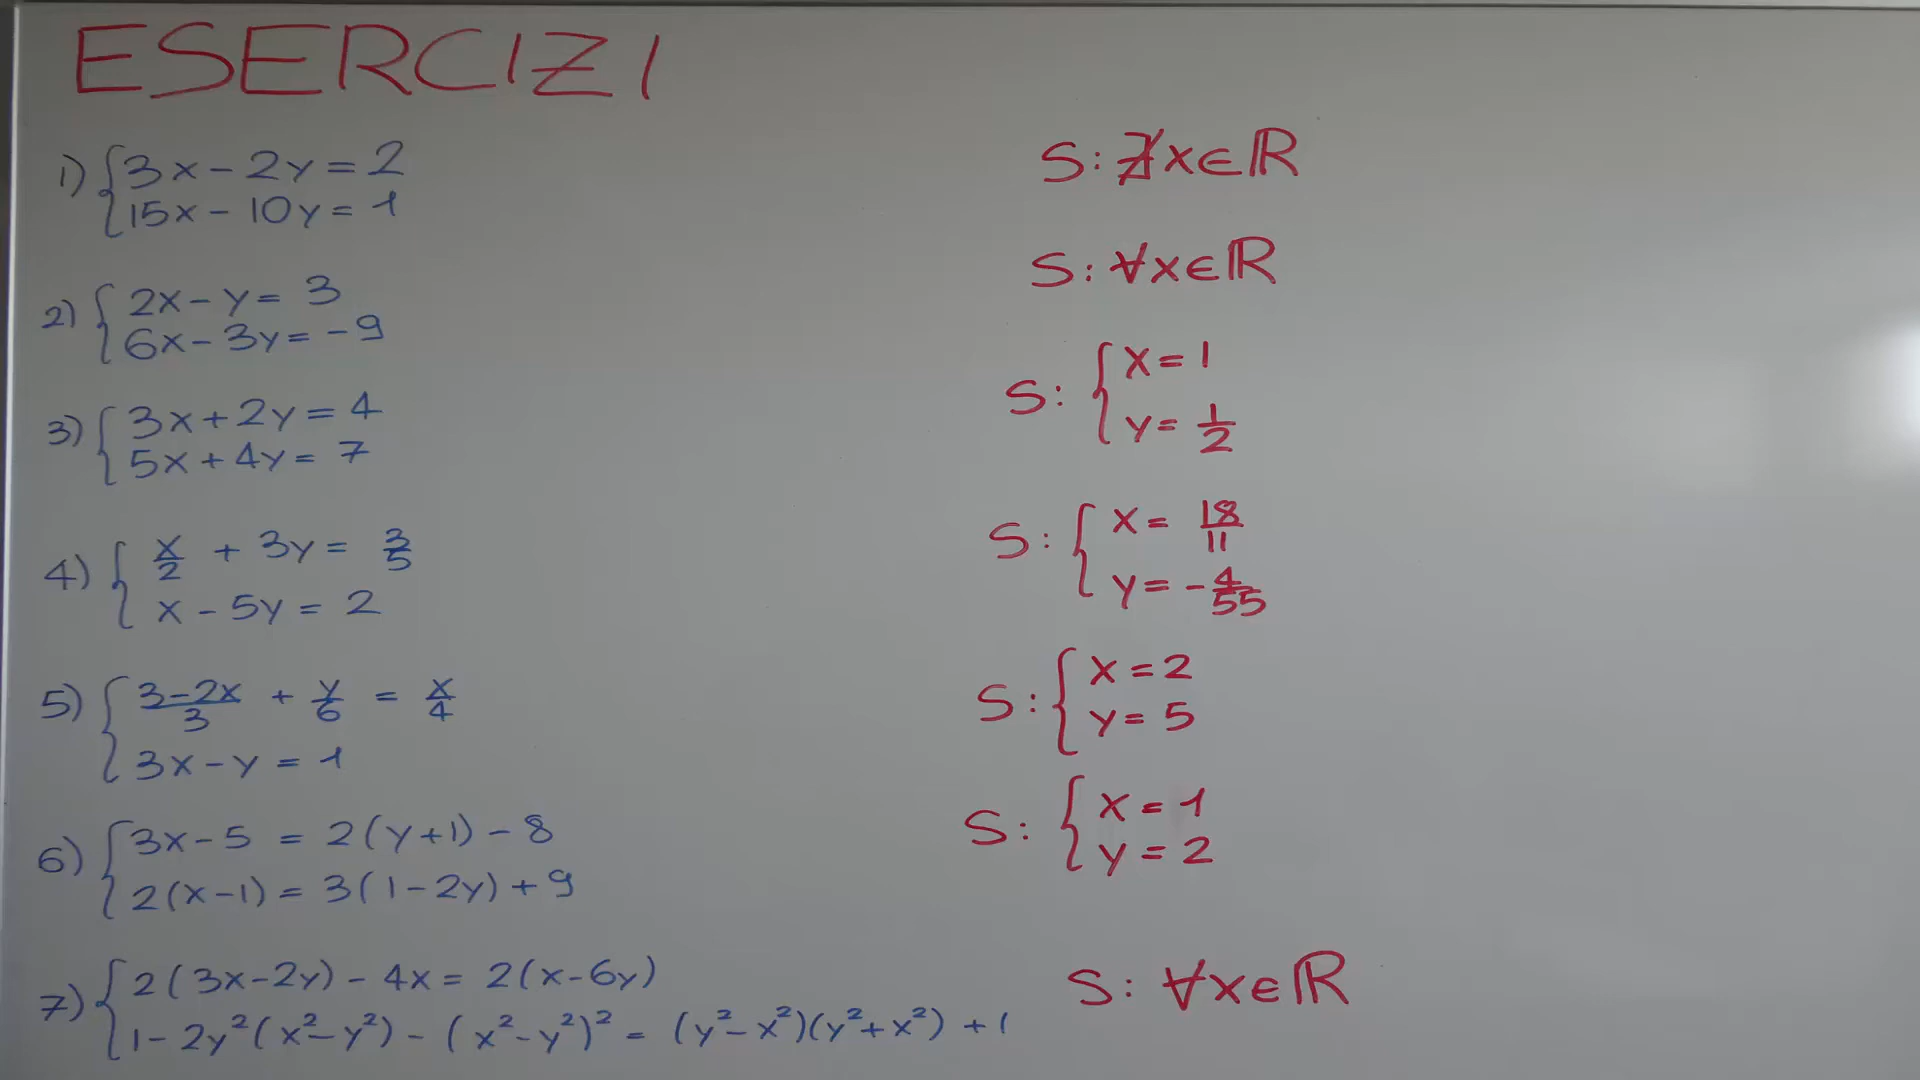 ESERCIZI
1) { 3x - 2y = 2
15x - 10y = 1
S: ∄x∈ℝ
2) { 2x - y = 3
6x - 3y = -9
S: ∀x∈ℝ
3) { 3x + 2y = 4
5x + 4y = 7
S: { x = 1
y = 1/2
4) { x/2 + 3y = 3/5
x - 5y = 2
S: { x = 18/11
y = -4/55
5) { (3-2x)/3 + y/6 = x/4
3x - y = 1
S: { x = 2
y = 5
6) { 3x - 5 = 2(y+1) - 8
2(x-1) = 3(1-2y) + 9
S: { x = 1
y = 2
7) { 2(3x-2y) - 4x = 2(x-6y)
1 - 2y²(x²-y²) - (x²-y²)² = (y²-x²)(y²+x²) + 1
S: ∀x∈ℝ